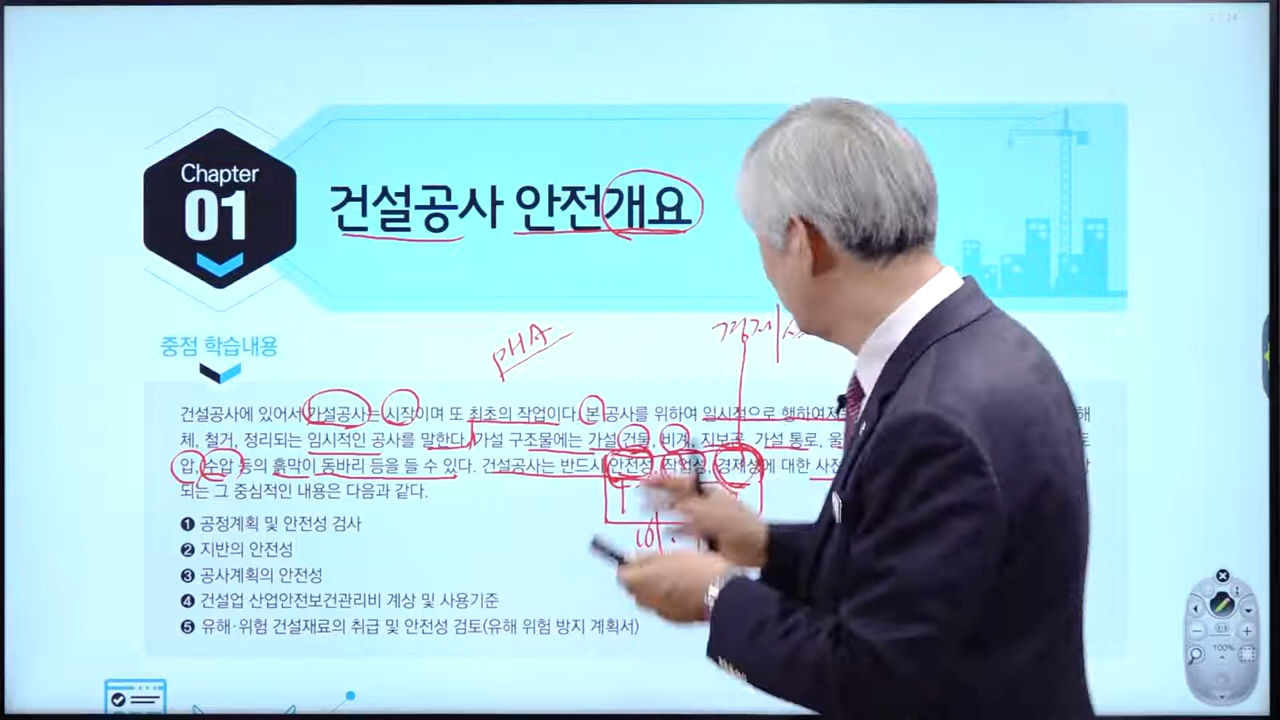 Chapter
01
건설공사 안전개요
중점 학습내용
PHA
건설공사에 있어서 가설공사는 시작이며 또 최초의 작업이다. 본 공사를 위하여 일시적으로 행하여지 해
체, 철거, 정리되는 임시적인 공사를 말한다. 가설 구조물에는 가설 건물, 비계, 지보공, 가설 통로, 울
압, 수압 등의 흙막이 동바리 등을 들 수 있다. 건설공사는 반드시 안전성, 작업성, 경제성에 대한 사전
되는 그 중심적인 내용은 다음과 같다.
❶ 공정계획 및 안전성 검사
❷ 지반의 안전성
❸ 공사계획의 안전성
❹ 건설업 산업안전보건관리비 계상 및 사용기준
❺ 유해·위험 건설재료의 취급 및 안전성 검토(유해 위험 방지 계획서)
100%